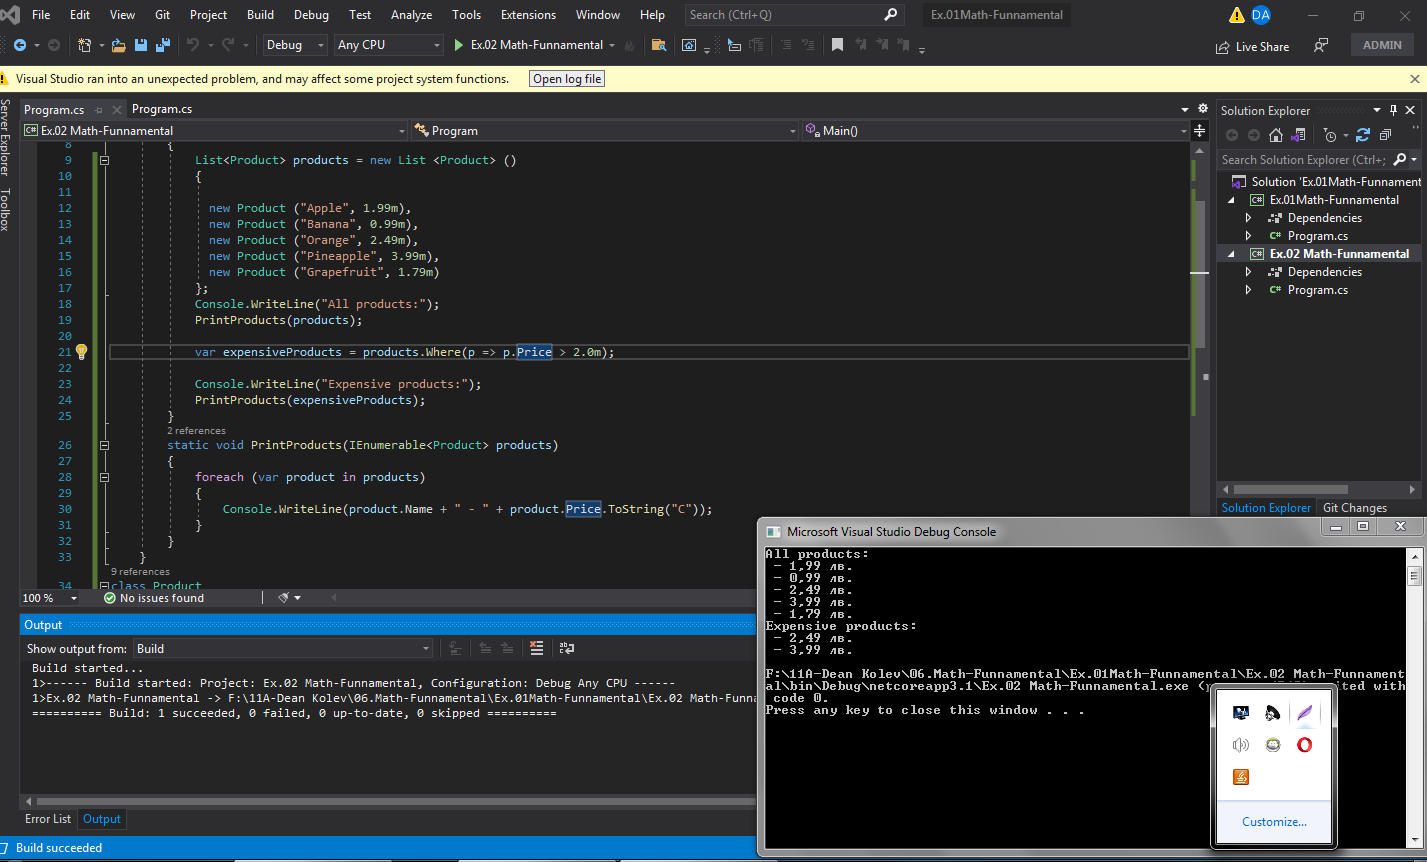 File Edit View Git Project Build Debug Test Analyze Tools Extensions Window Help Search (Ctrl+Q) Ex.01Math-Funnamental DA
Debug Any CPU Ex.02 Math-Funnamental Live Share ADMIN
Visual Studio ran into an unexpected problem, and may affect some project system functions. Open log file
Server Explorer
Toolbox
Program.cs Program.cs
Ex.02 Math-Funnamental Program Main()
8 {
9 List<Product> products = new List <Product> ()
10 {
11
12 new Product ("Apple", 1.99m),
13 new Product ("Banana", 0.99m),
14 new Product ("Orange", 2.49m),
15 new Product ("Pineapple", 3.99m),
16 new Product ("Grapefruit", 1.79m)
17 };
18 Console.WriteLine("All products:");
19 PrintProducts(products);
20
21 var expensiveProducts = products.Where(p => p.Price > 2.0m);
22
23 Console.WriteLine("Expensive products:");
24 PrintProducts(expensiveProducts);
25 }
2 references
26 static void PrintProducts(IEnumerable<Product> products)
27 {
28 foreach (var product in products)
29 {
30 Console.WriteLine(product.Name + " - " + product.Price.ToString("C"));
31 }
32 }
33 }
9 references
34 class Product
100 % No issues found
Solution Explorer
Search Solution Explorer (Ctrl+;
Solution 'Ex.01Math-Funnament
Ex.01Math-Funnamental
Dependencies
C# Program.cs
Ex.02 Math-Funnamental
Dependencies
C# Program.cs
Solution Explorer Git Changes
Output
Show output from: Build
Build started...
1>------ Build started: Project: Ex.02 Math-Funnamental, Configuration: Debug Any CPU ------
1>Ex.02 Math-Funnamental -> F:\11A-Dean Kolev\06.Math-Funnamental\Ex.01Math-Funnamental\Ex.02 Math-Funna
========== Build: 1 succeeded, 0 failed, 0 up-to-date, 0 skipped ==========
Error List Output
Build succeeded
Microsoft Visual Studio Debug Console
All products:
- 1,99 лв.
- 0,99 лв.
- 2,49 лв.
- 3,99 лв.
- 1,79 лв.
Expensive products:
- 2,49 лв.
- 3,99 лв.
F:\11A-Dean Kolev\06.Math-Funnamental\Ex.01Math-Funnamental\Ex.02 Math-Funnament
al\bin\Debug\netcoreapp3.1\Ex.02 Math-Funnamental.exe with
code 0.
Press any key to close this window . . .
Customize...